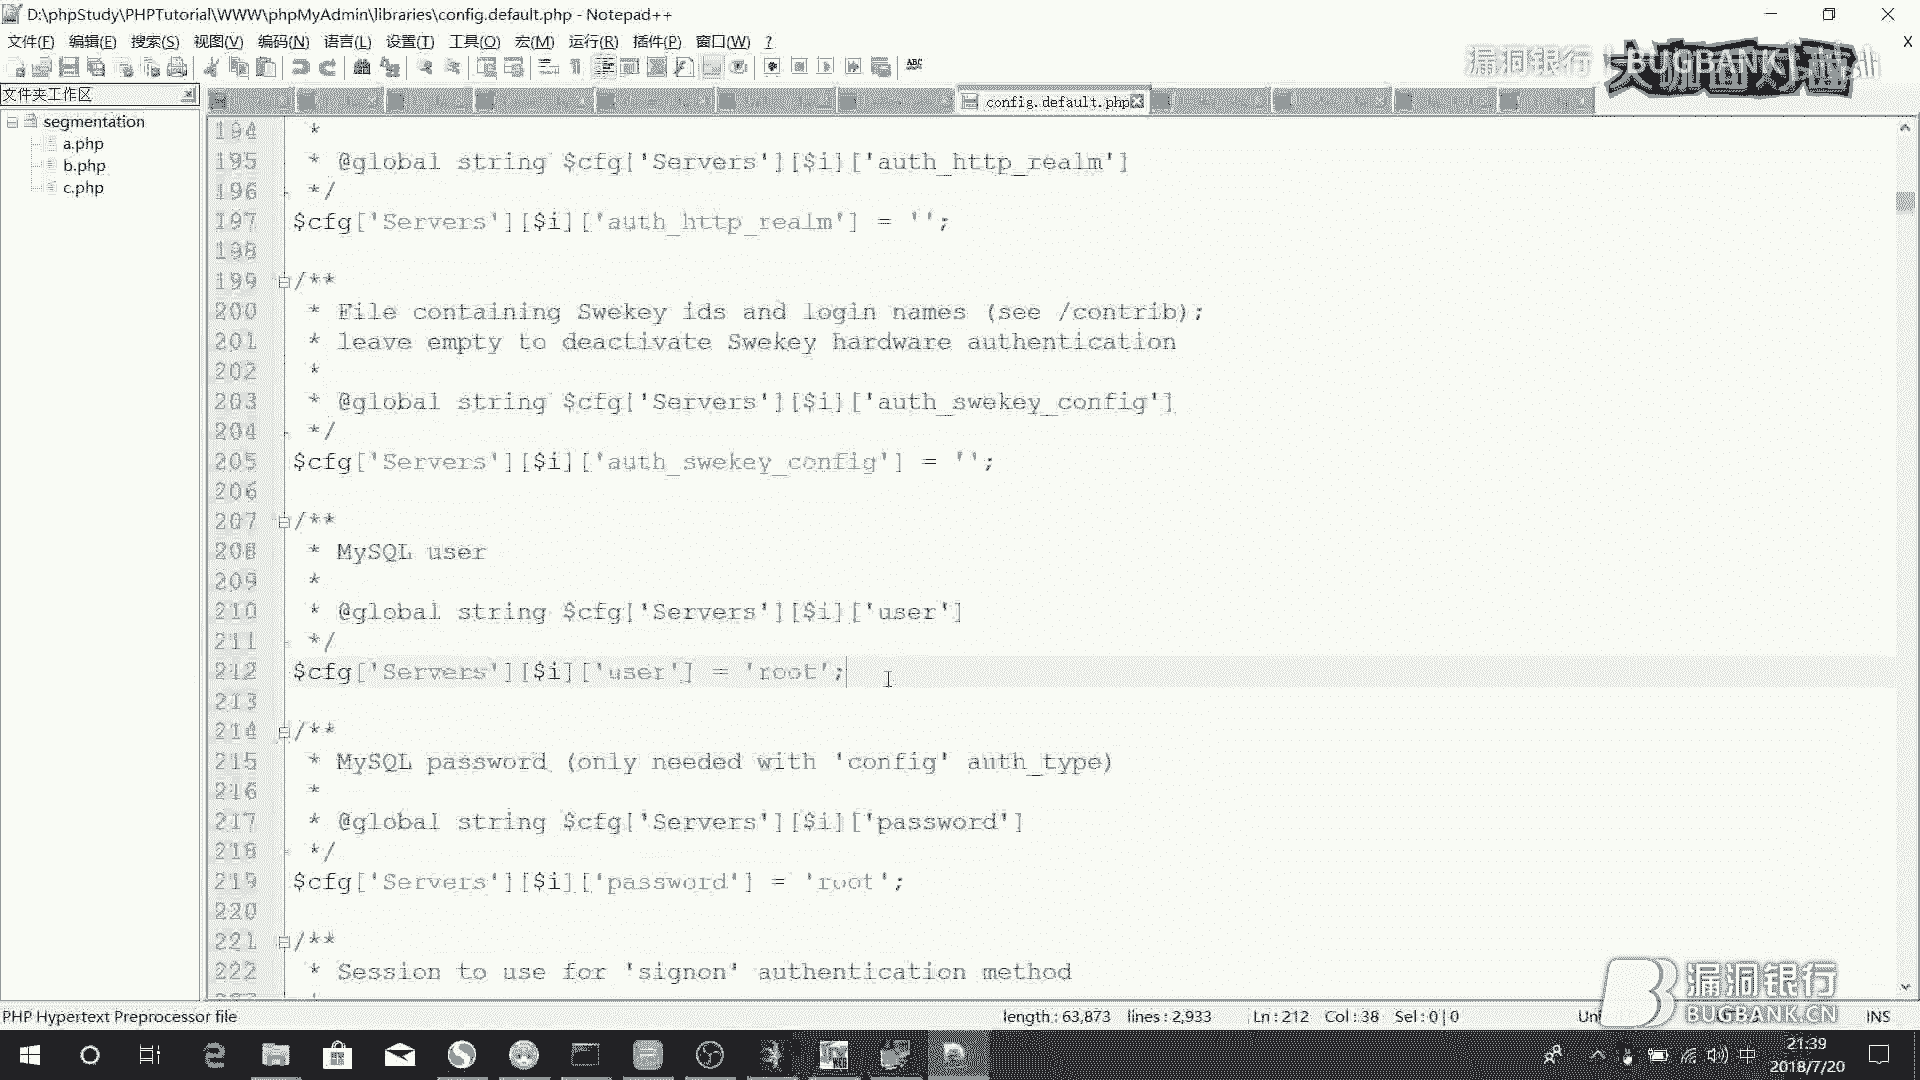 D:\phpStudy\PHPTutorial\WWW\phpMyAdmin\libraries\config.default.php - Notepad++
文件(F) 编辑(E) 搜索(S) 视图(V) 编码(N) 语言(L) 设置(T) 工具(O) 宏(M) 运行(R) 插件(P) 窗口(W) ?
X
漏洞银行
BUGBANK
文件夹工作区
config.default.php
segmentation
a.php
b.php
c.php
194 *
195 * @global string $cfg['Servers'][$i]['auth_http_realm']
196 */
197 $cfg['Servers'][$i]['auth_http_realm'] = '';
198
199 /**
200 * File containing Swekey ids and login names (see /contrib);
201 * leave empty to deactivate Swekey hardware authentication
202 *
203 * @global string $cfg['Servers'][$i]['auth_swekey_config']
204 */
205 $cfg['Servers'][$i]['auth_swekey_config'] = '';
206
207 /**
208 * MySQL user
209 *
210 * @global string $cfg['Servers'][$i]['user']
211 */
212 $cfg['Servers'][$i]['user'] = 'root';
213
214 /**
215 * MySQL password (only needed with 'config' auth_type)
216 *
217 * @global string $cfg['Servers'][$i]['password']
218 */
219 $cfg['Servers'][$i]['password'] = 'root';
220
221 /**
222 * Session to use for 'signon' authentication method
漏洞银行
BUGBANK.CN
PHP Hypertext Preprocessor file length : 63,873 lines : 2,933 Ln : 212 Col : 38 Sel : 0 | 0 INS
中
21:39
2018/7/20